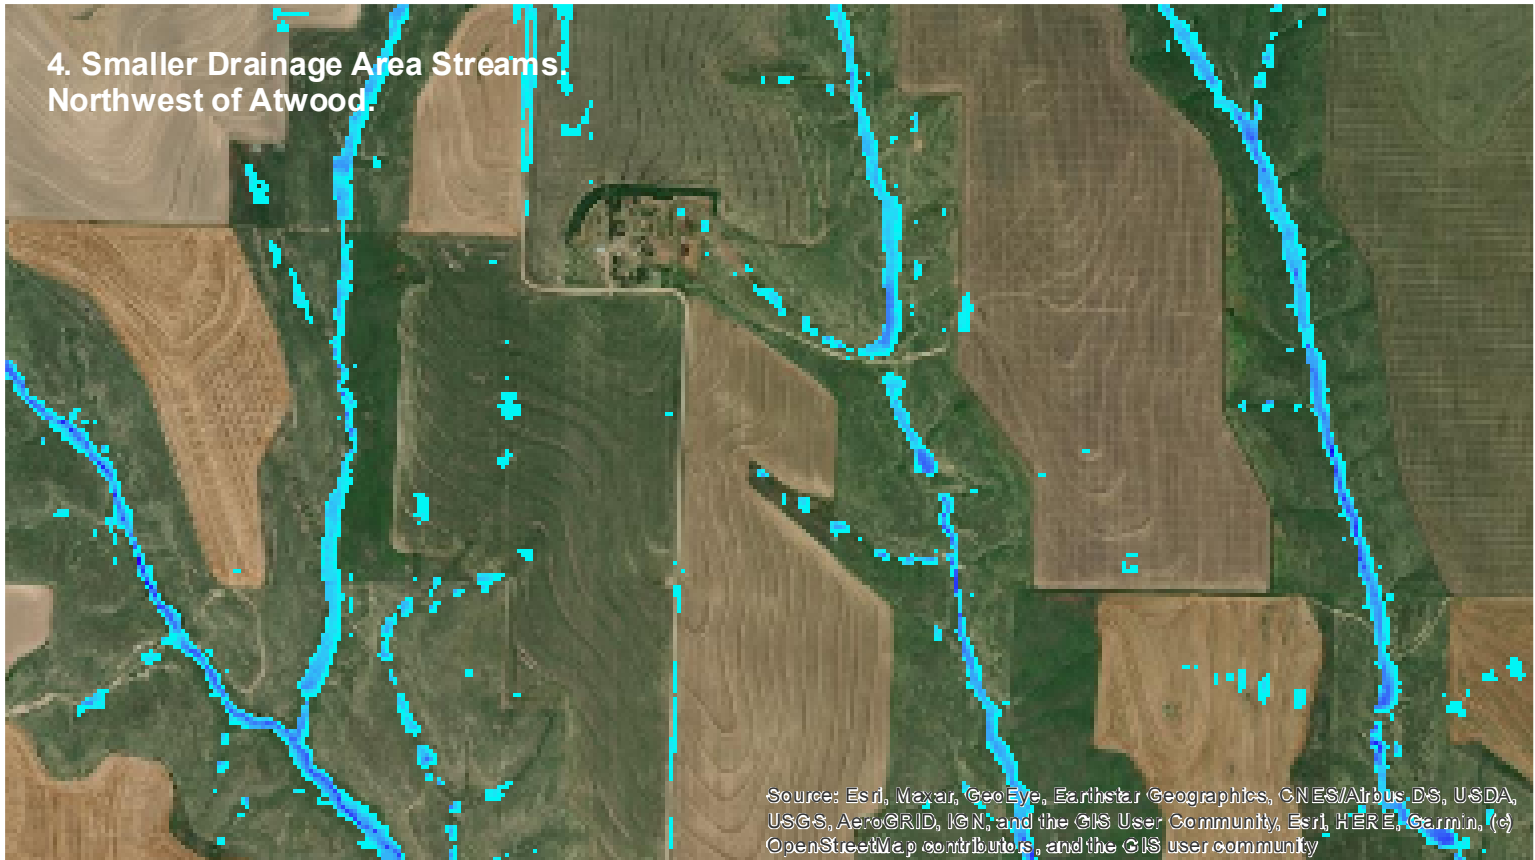 4. Smaller Drainage Area Streams.
Northwest of Atwood.
Source: Esri, Maxar, GeoEye, Earthstar Geographics, CNES/Airbus DS, USDA,
USGS, AeroGRID, IGN, and the GIS User Community, Esri, HERE, Garmin, (c)
OpenStreetMap contributors, and the GIS user community